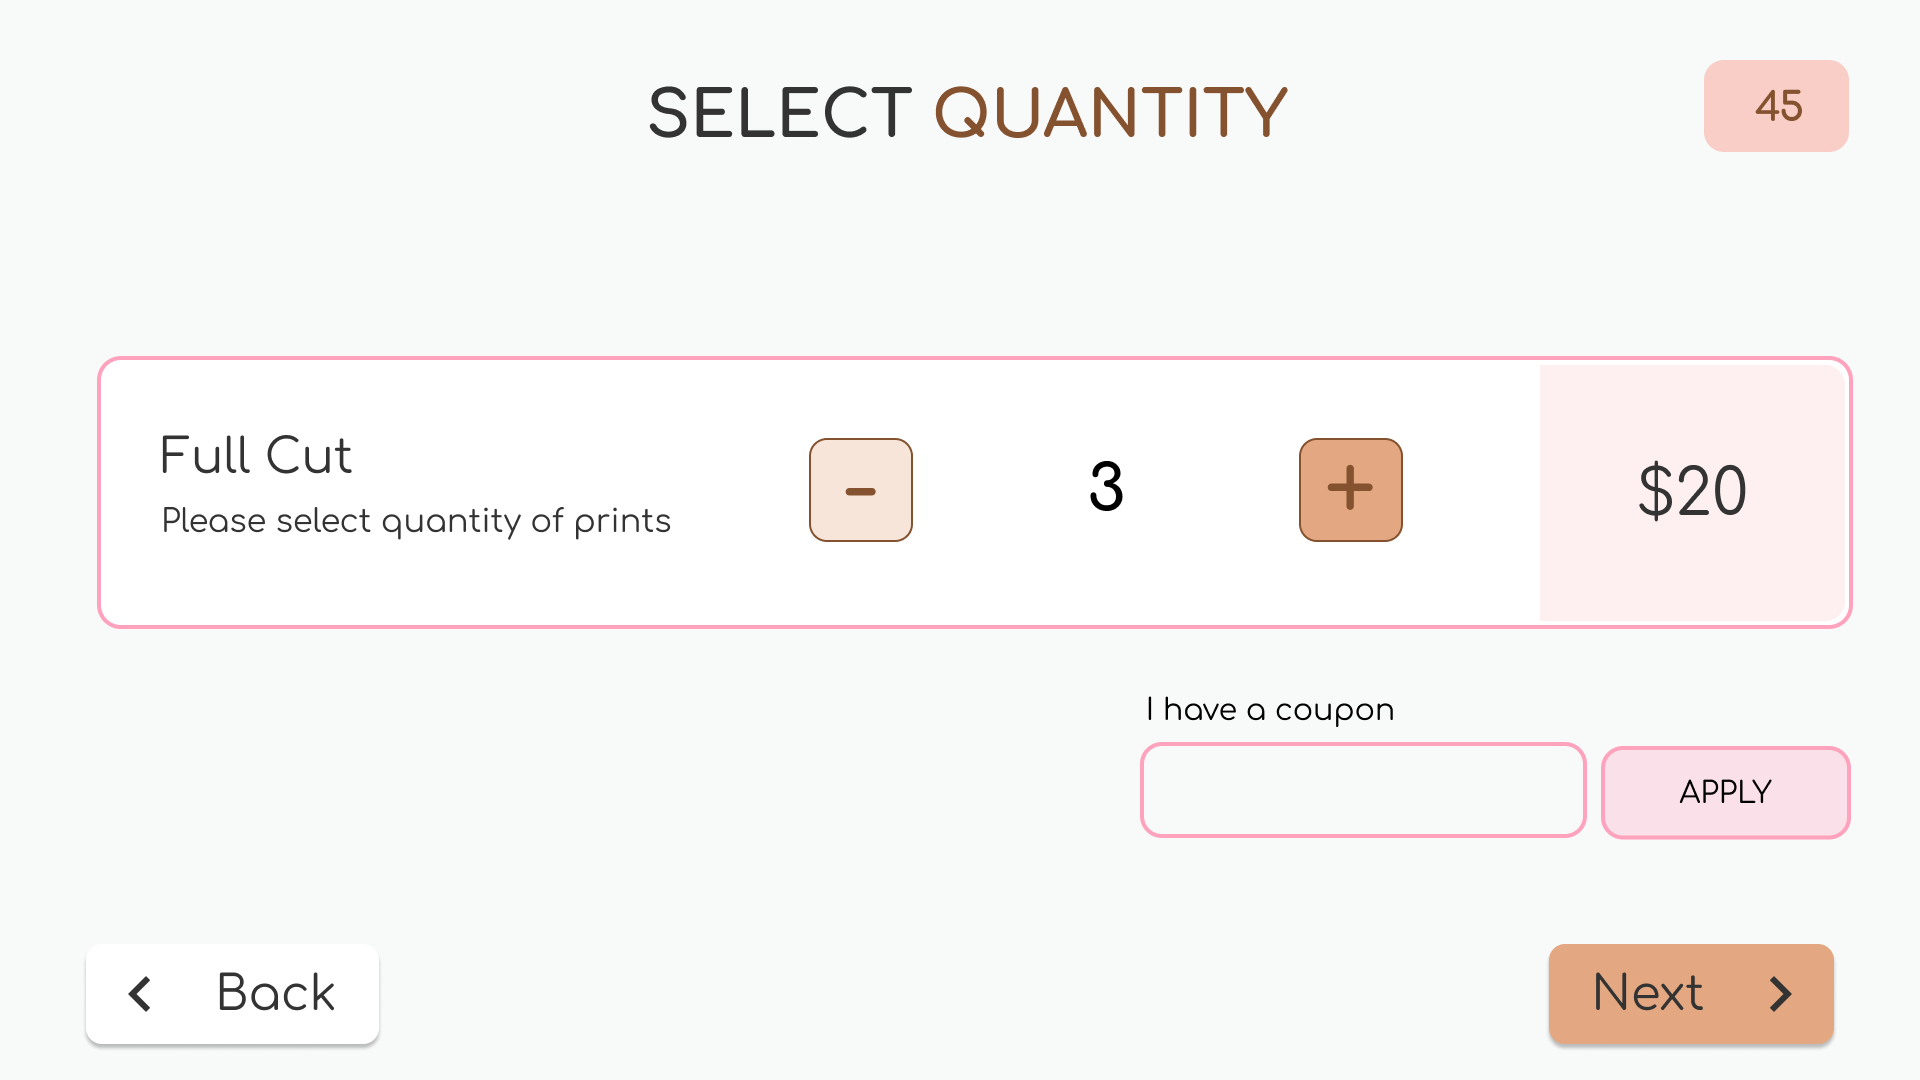 SELECT QUANTITY
45
Full Cut
Please select quantity of prints
-
3
+
$20
I have a coupon
APPLY
Back
Next